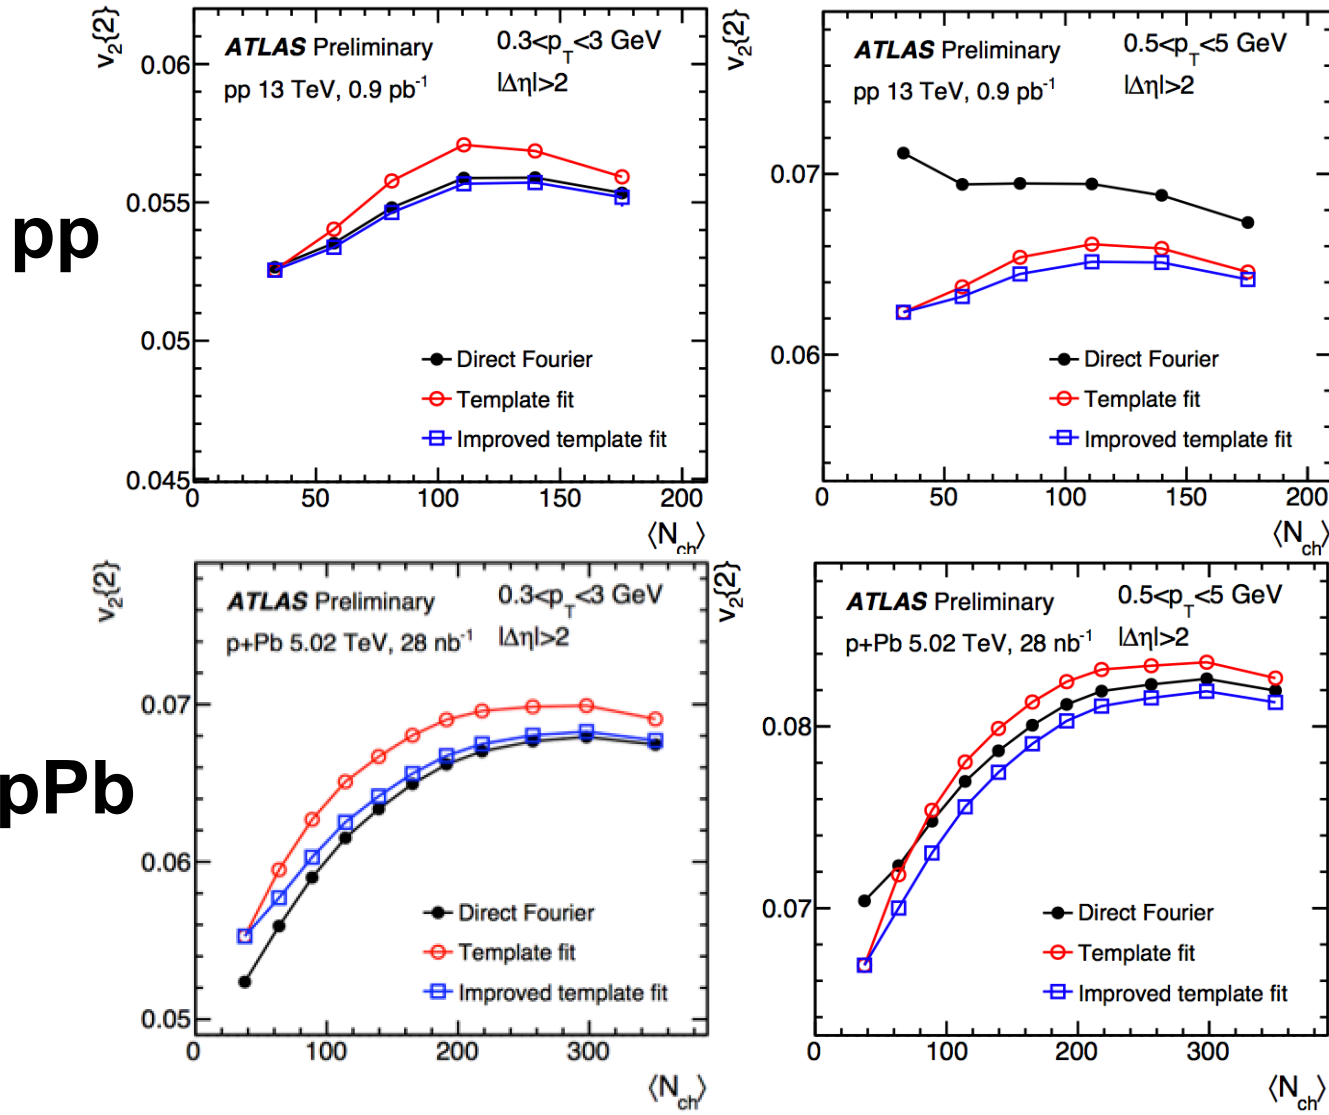 pp
v2{2}
ATLAS Preliminary
0.3<pT<3 GeV
pp 13 TeV, 0.9 pb-1
|Δη|>2
0.06
0.055
0.05
0.045
Direct Fourier
Template fit
Improved template fit
0 50 100 150 200
⟨Nch⟩
v2{2}
ATLAS Preliminary
0.5<pT<5 GeV
pp 13 TeV, 0.9 pb-1
|Δη|>2
0.07
0.06
Direct Fourier
Template fit
Improved template fit
0 50 100 150 200
⟨Nch⟩
pPb
v2{2}
ATLAS Preliminary
0.3<pT<3 GeV
p+Pb 5.02 TeV, 28 nb-1
|Δη|>2
0.07
0.06
0.05
Direct Fourier
Template fit
Improved template fit
0 100 200 300
⟨Nch⟩
v2{2}
ATLAS Preliminary
0.5<pT<5 GeV
p+Pb 5.02 TeV, 28 nb-1
|Δη|>2
0.08
0.07
Direct Fourier
Template fit
Improved template fit
0 100 200 300
⟨Nch⟩